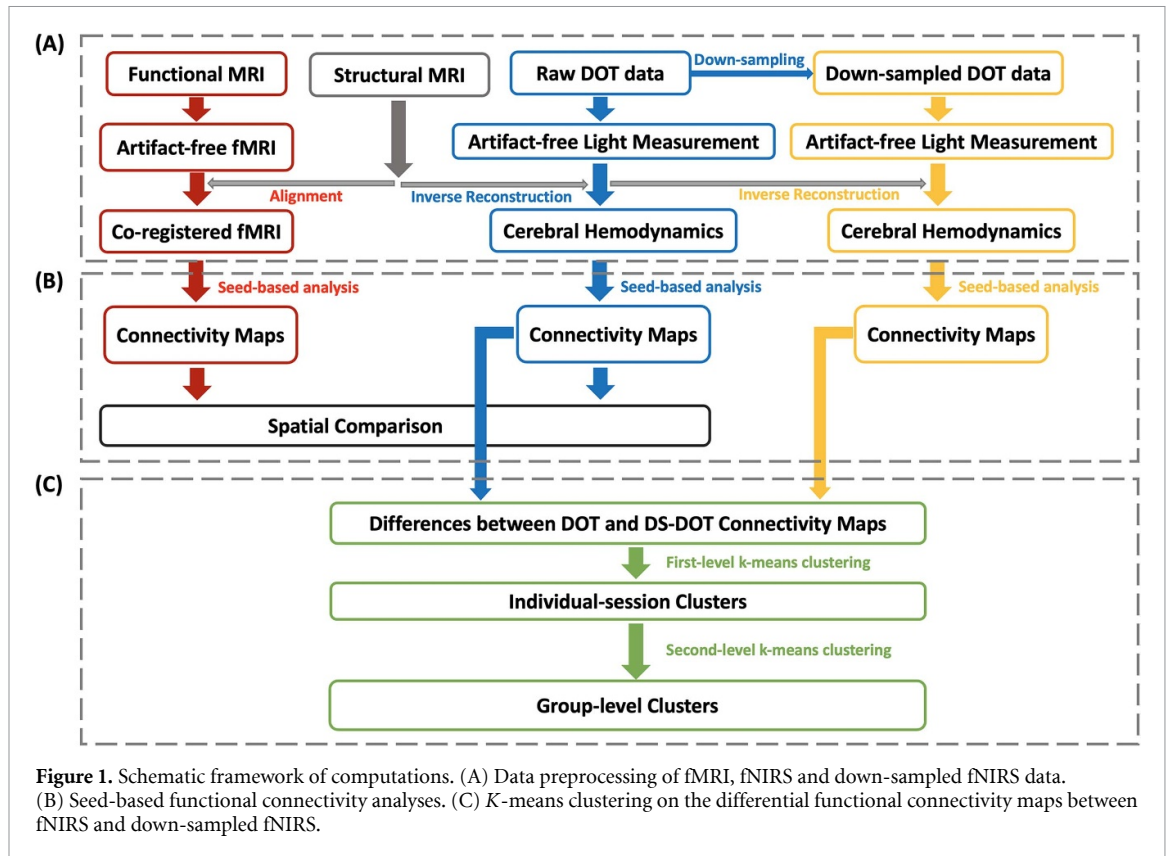 (A)
Functional MRI
Structural MRI
Raw DOT data
Down-sampling
Down-sampled DOT data
Artifact-free fMRI
Artifact-free Light Measurement
Artifact-free Light Measurement
Alignment
Inverse Reconstruction
Inverse Reconstruction
Co-registered fMRI
Cerebral Hemodynamics
Cerebral Hemodynamics
(B)
Seed-based analysis
Seed-based analysis
Seed-based analysis
Connectivity Maps
Connectivity Maps
Connectivity Maps
Spatial Comparison
(C)
Differences between DOT and DS-DOT Connectivity Maps
First-level k-means clustering
Individual-session Clusters
Second-level k-means clustering
Group-level Clusters
Figure 1. Schematic framework of computations. (A) Data preprocessing of fMRI, fNIRS and down-sampled fNIRS data.
(B) Seed-based functional connectivity analyses. (C) K-means clustering on the differential functional connectivity maps between
fNIRS and down-sampled fNIRS.